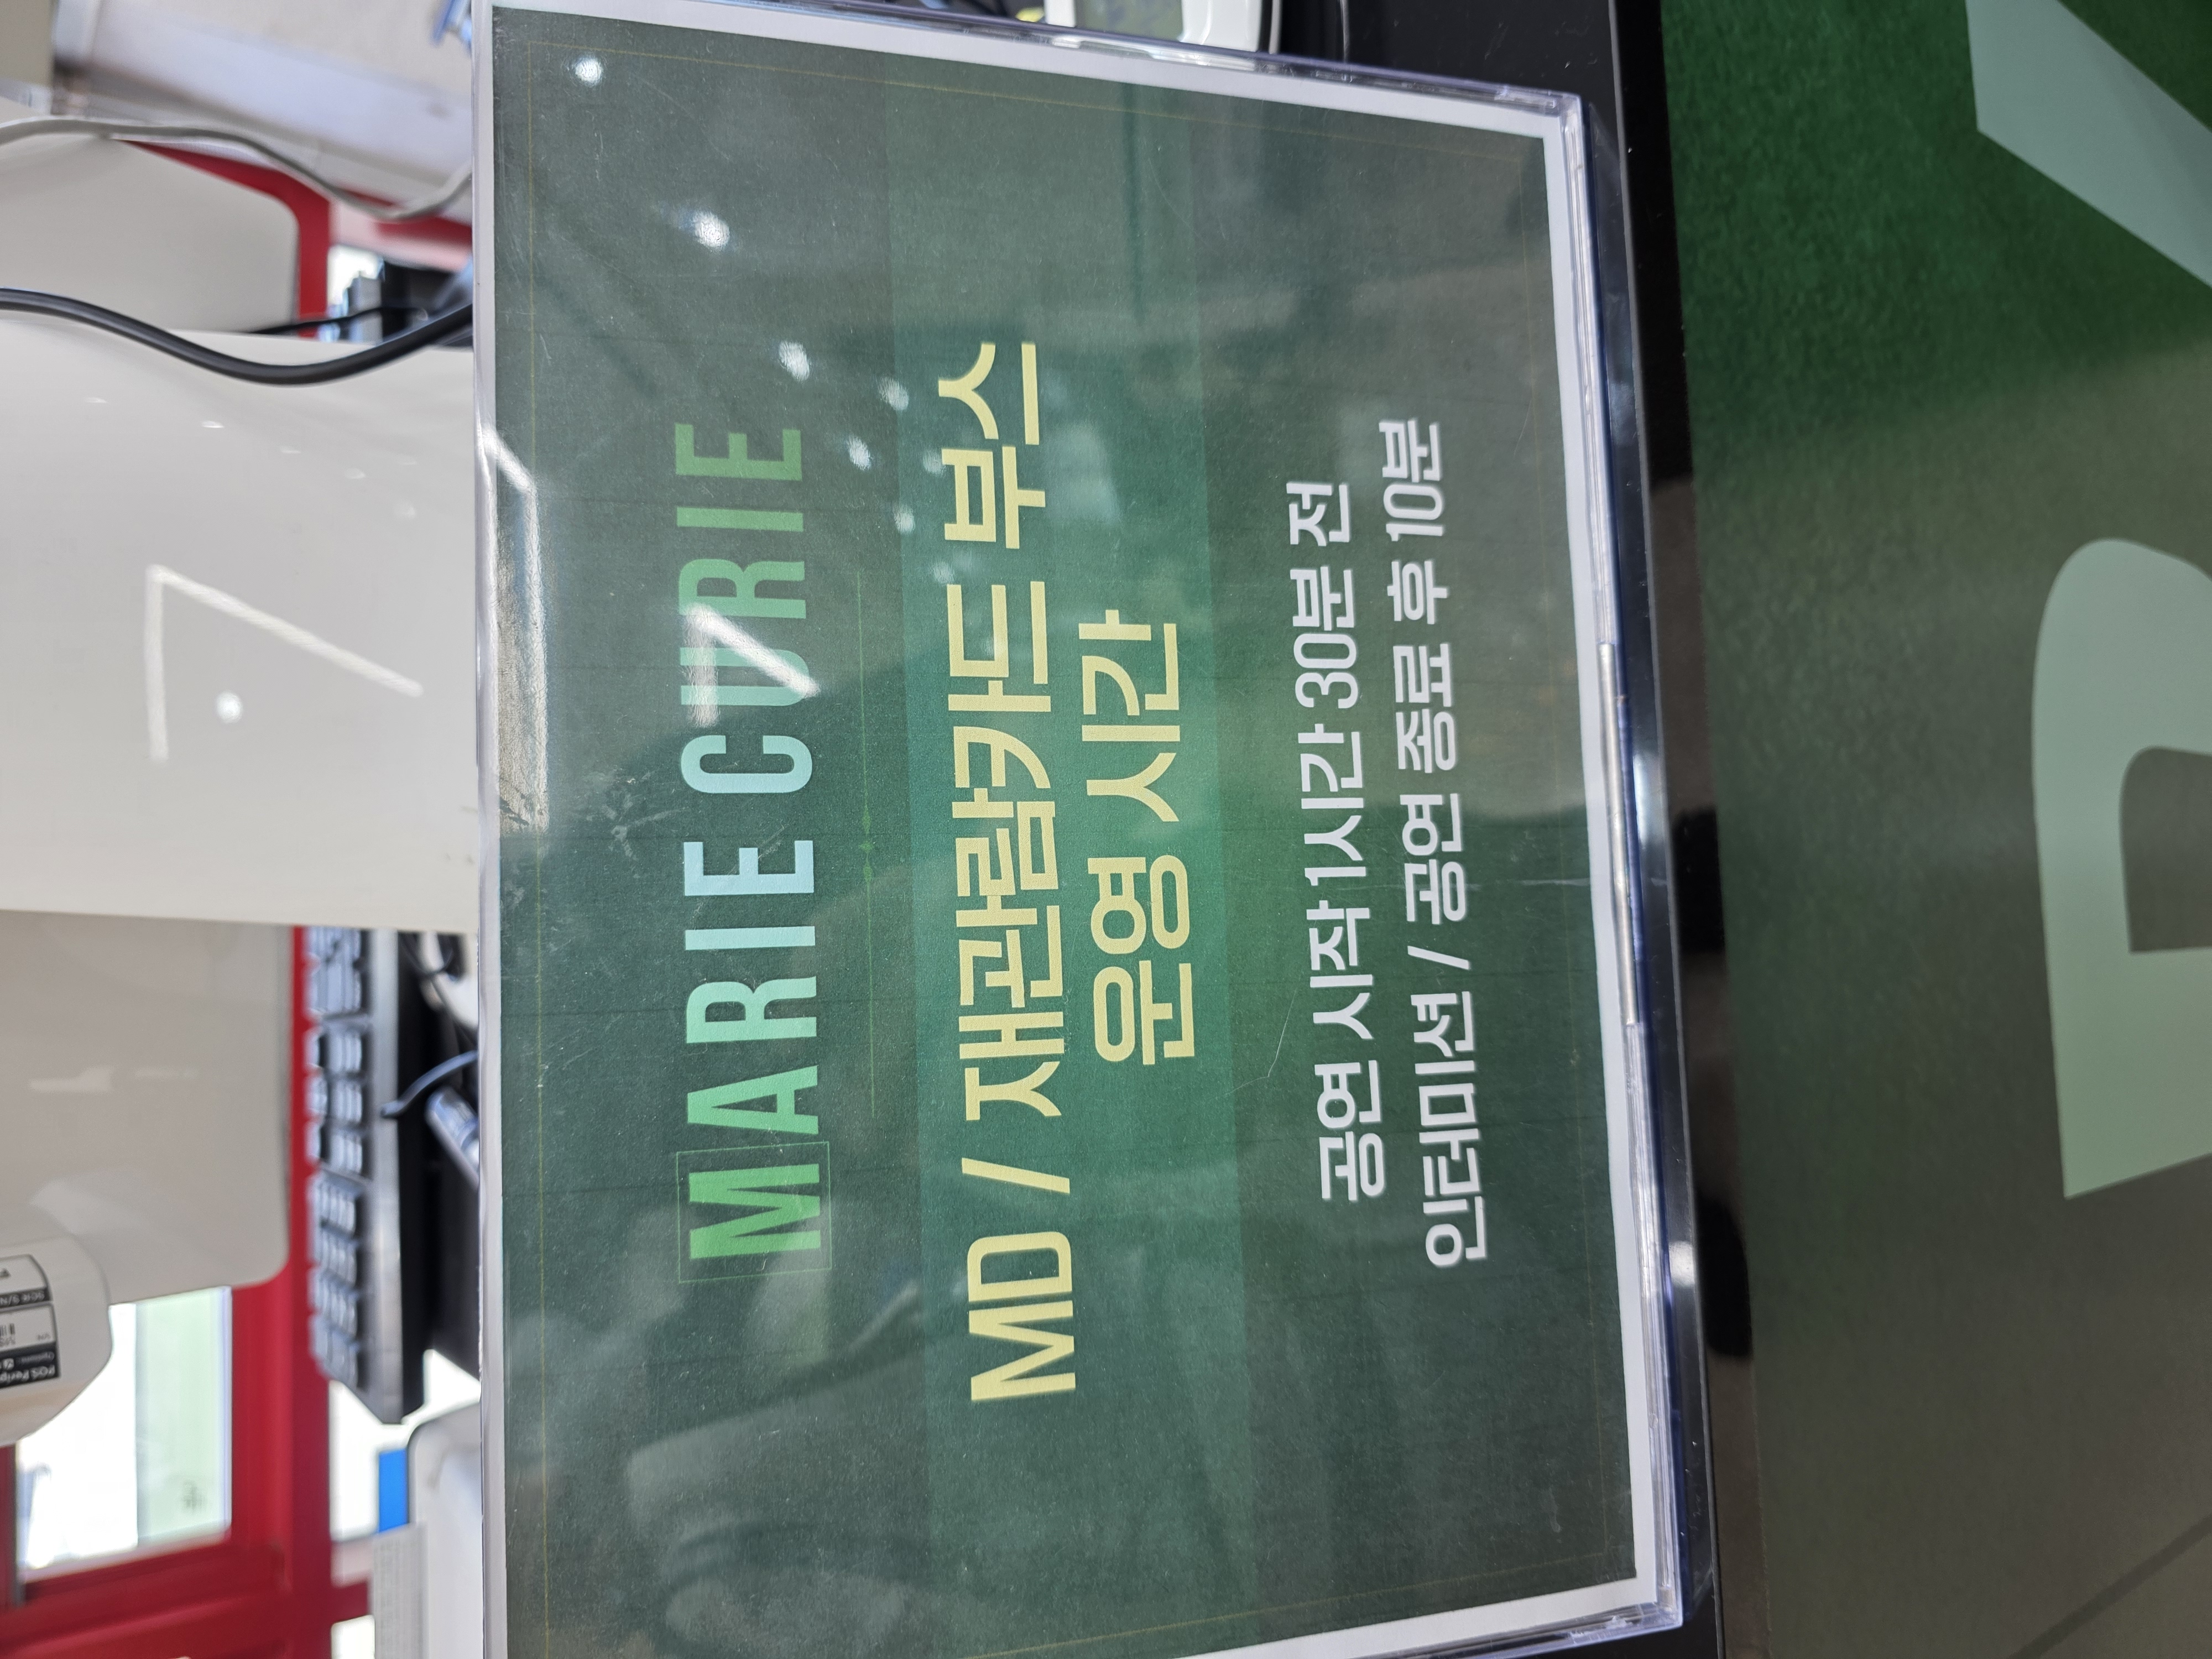 MARIE CURIE
MD / 재관람카드 부스
운영 시간
공연 시작 1시간 30분 전
인터미션 / 공연 종료 후 10분